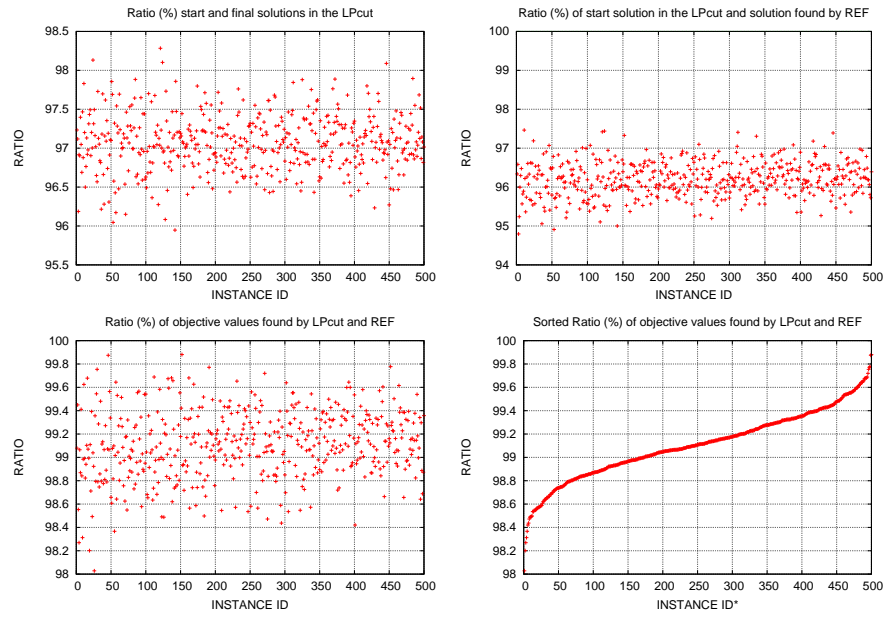 Ratio (%) start and final solutions in the LPcut
98.5
98
97.5
97
96.5
96
95.5
RATIO
0 50 100 150 200 250 300 350 400 450 500
INSTANCE ID
Ratio (%) of start solution in the LPcut and solution found by REF
100
99
98
97
96
95
94
RATIO
0 50 100 150 200 250 300 350 400 450 500
INSTANCE ID
Ratio (%) of objective values found by LPcut and REF
100
99.8
99.6
99.4
99.2
99
98.8
98.6
98.4
98.2
98
RATIO
0 50 100 150 200 250 300 350 400 450 500
INSTANCE ID
Sorted Ratio (%) of objective values found by LPcut and REF
100
99.8
99.6
99.4
99.2
99
98.8
98.6
98.4
98.2
98
RATIO
0 50 100 150 200 250 300 350 400 450 500
INSTANCE ID*